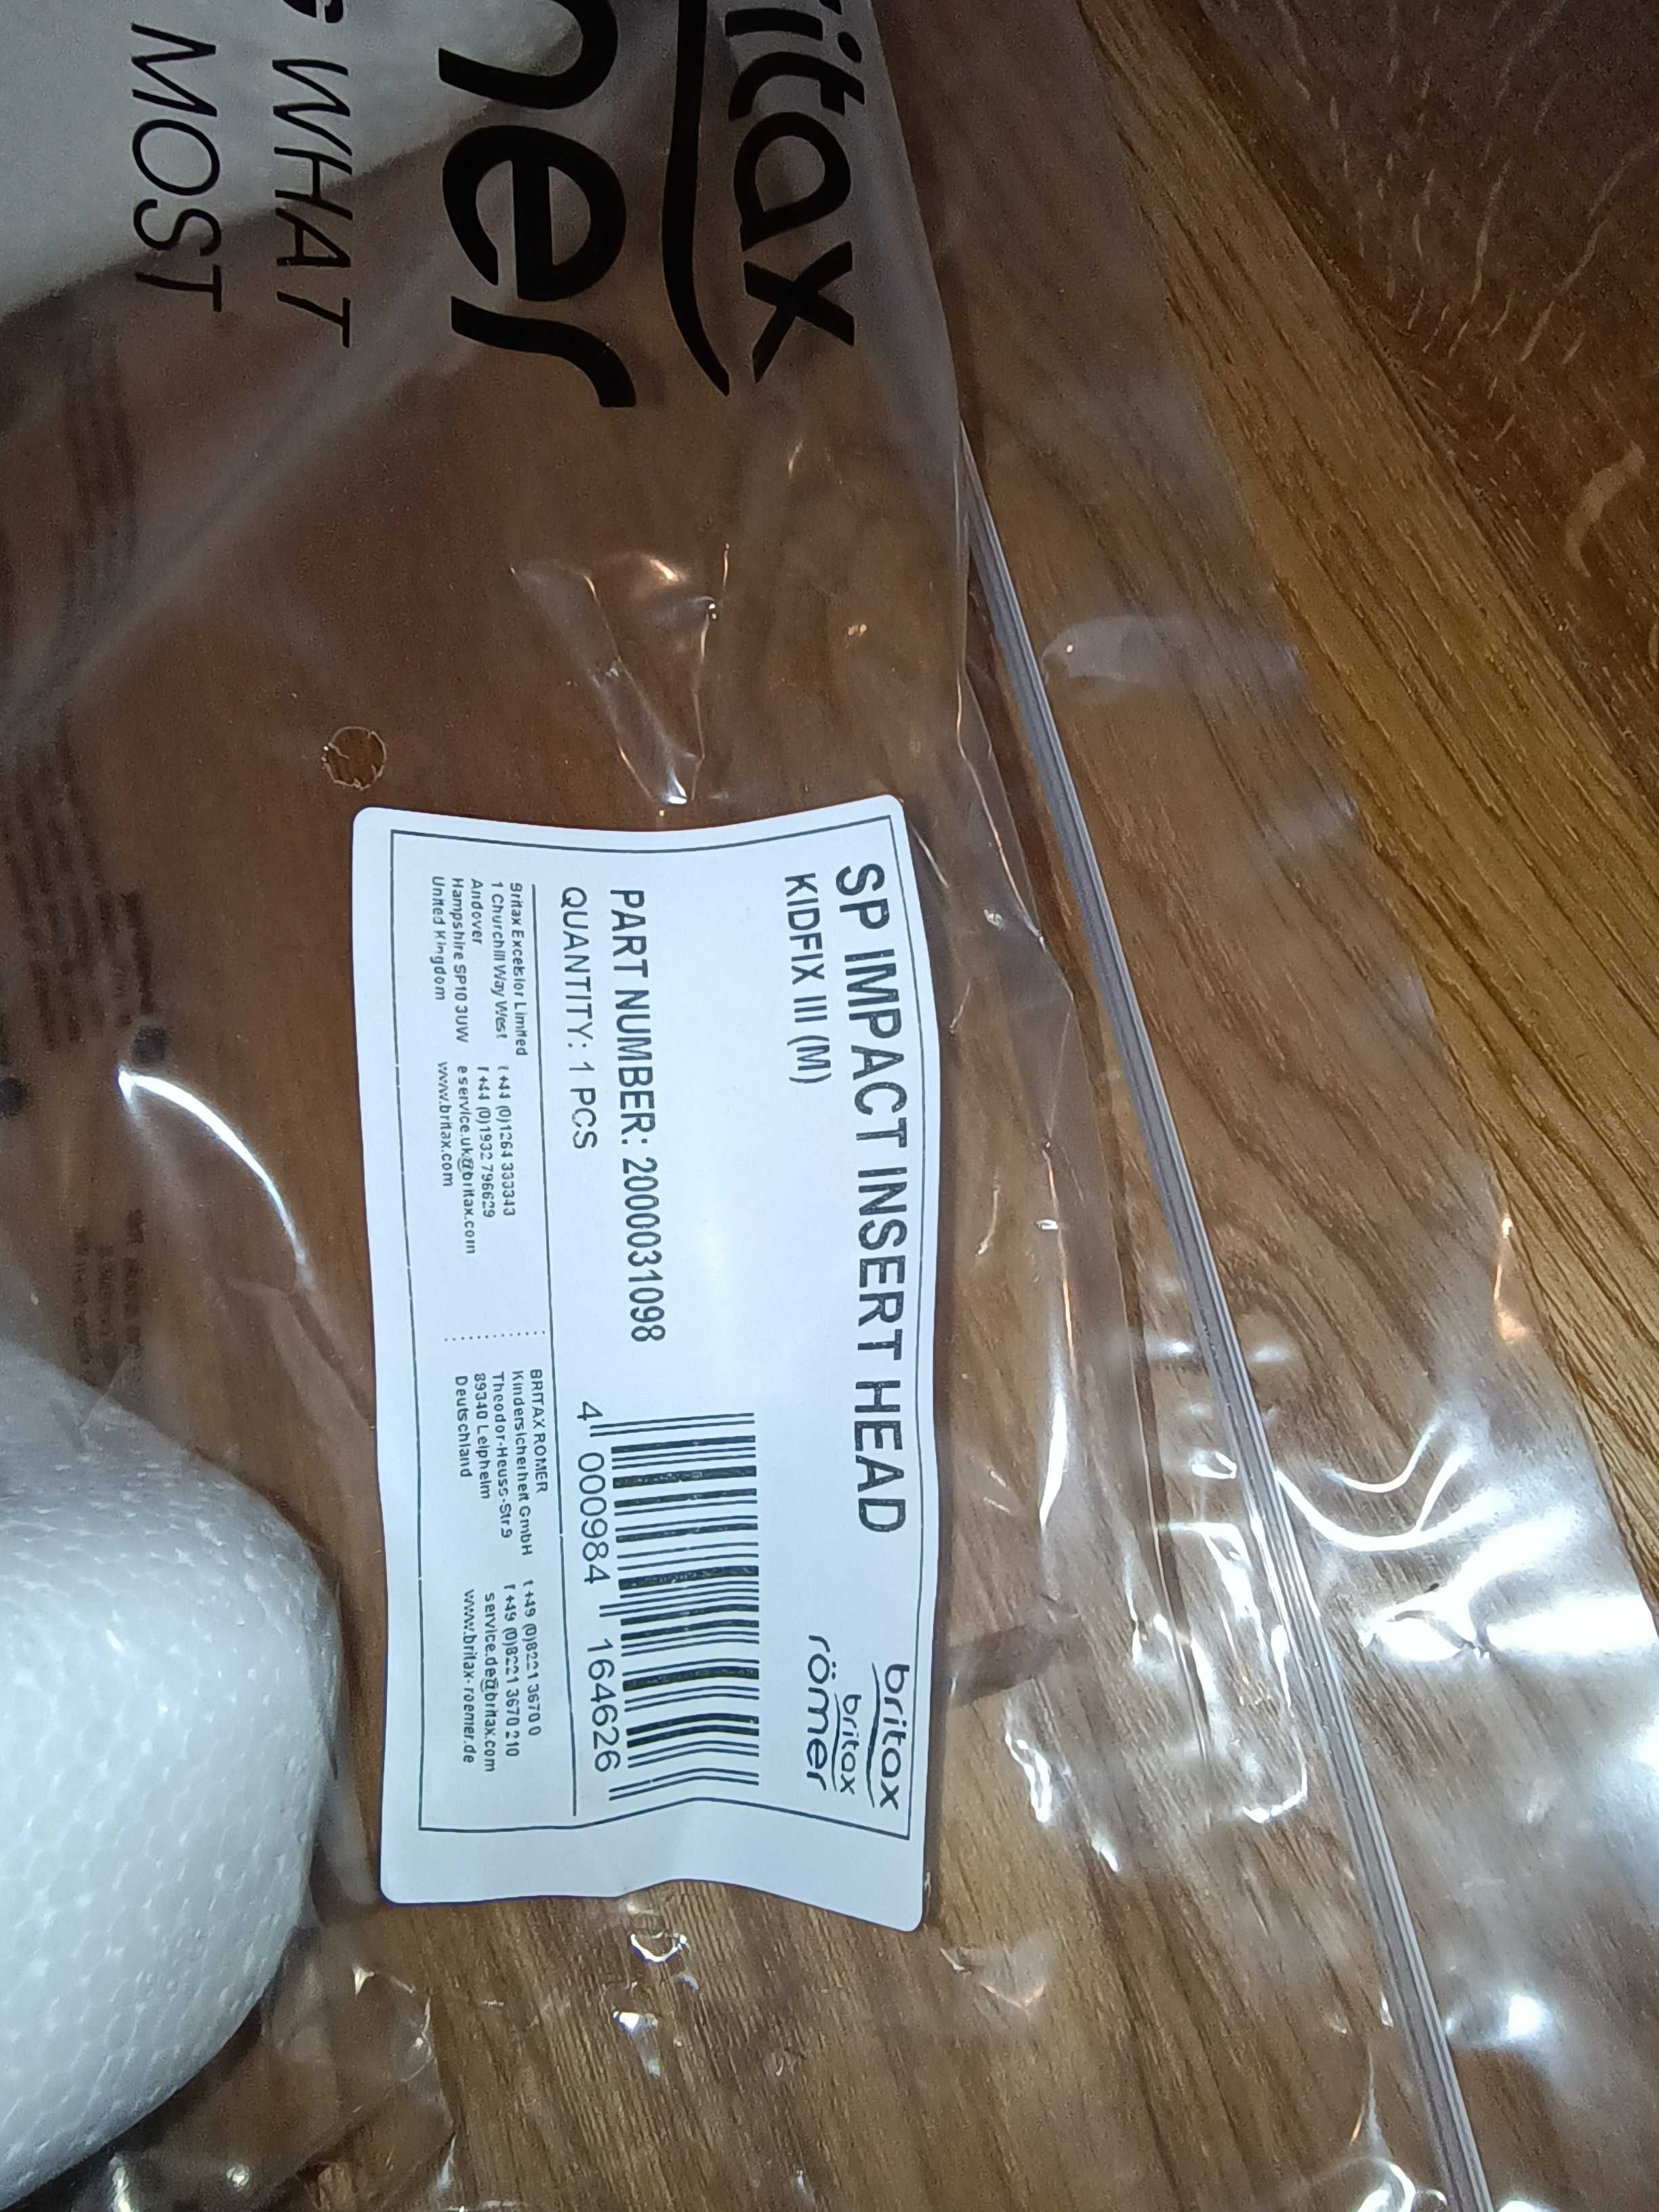 ritax
ner
G WHAT
MOST
SP IMPACT INSERT HEAD
KIDFIX III (M)
britax
britax
römer
PART NUMBER: 2000031098
QUANTITY: 1 PCS
4 000984 164626
Britax Excelsior Limited
1 Churchill Way West
Andover
Hampshire SP10 3UW
United Kingdom
t +44 (0)1264 333343
f +44 (0)1932 796629
e service.uk@britax.com
www.britax.com
BRITAX RÖMER
Kindersicherheit GmbH
Theodor-Heuss-Str.9
89340 Leipheim
Deutschland
t +49 (0)8221 3670 0
f +49 (0)8221 3670 210
service.de@britax.com
www.britax-roemer.de